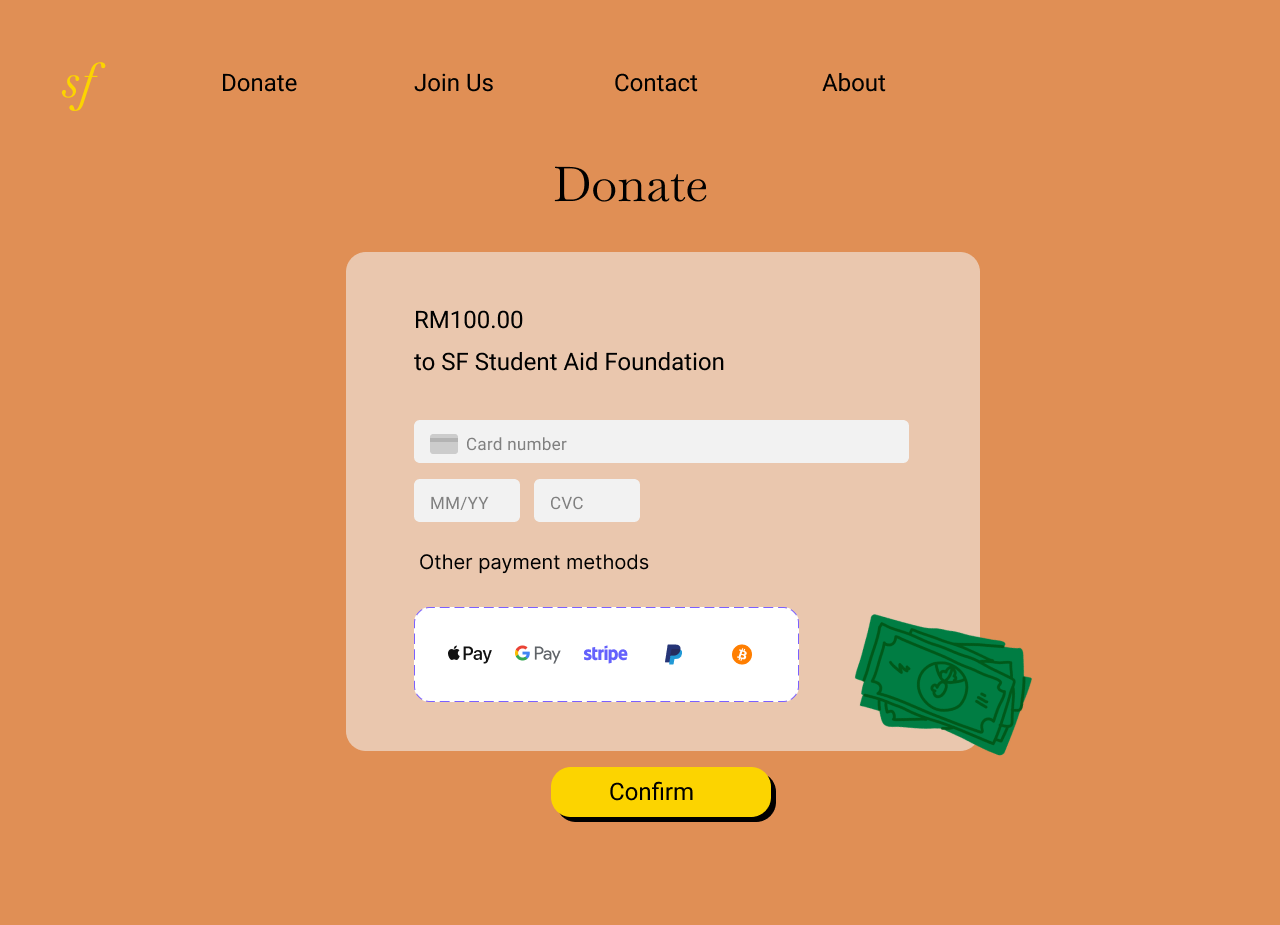 sf
Donate
Join Us
Contact
About
Donate
RM100.00
to SF Student Aid Foundation
Card number
MM/YY
CVC
Other payment methods
Pay
G Pay
stripe
Confirm